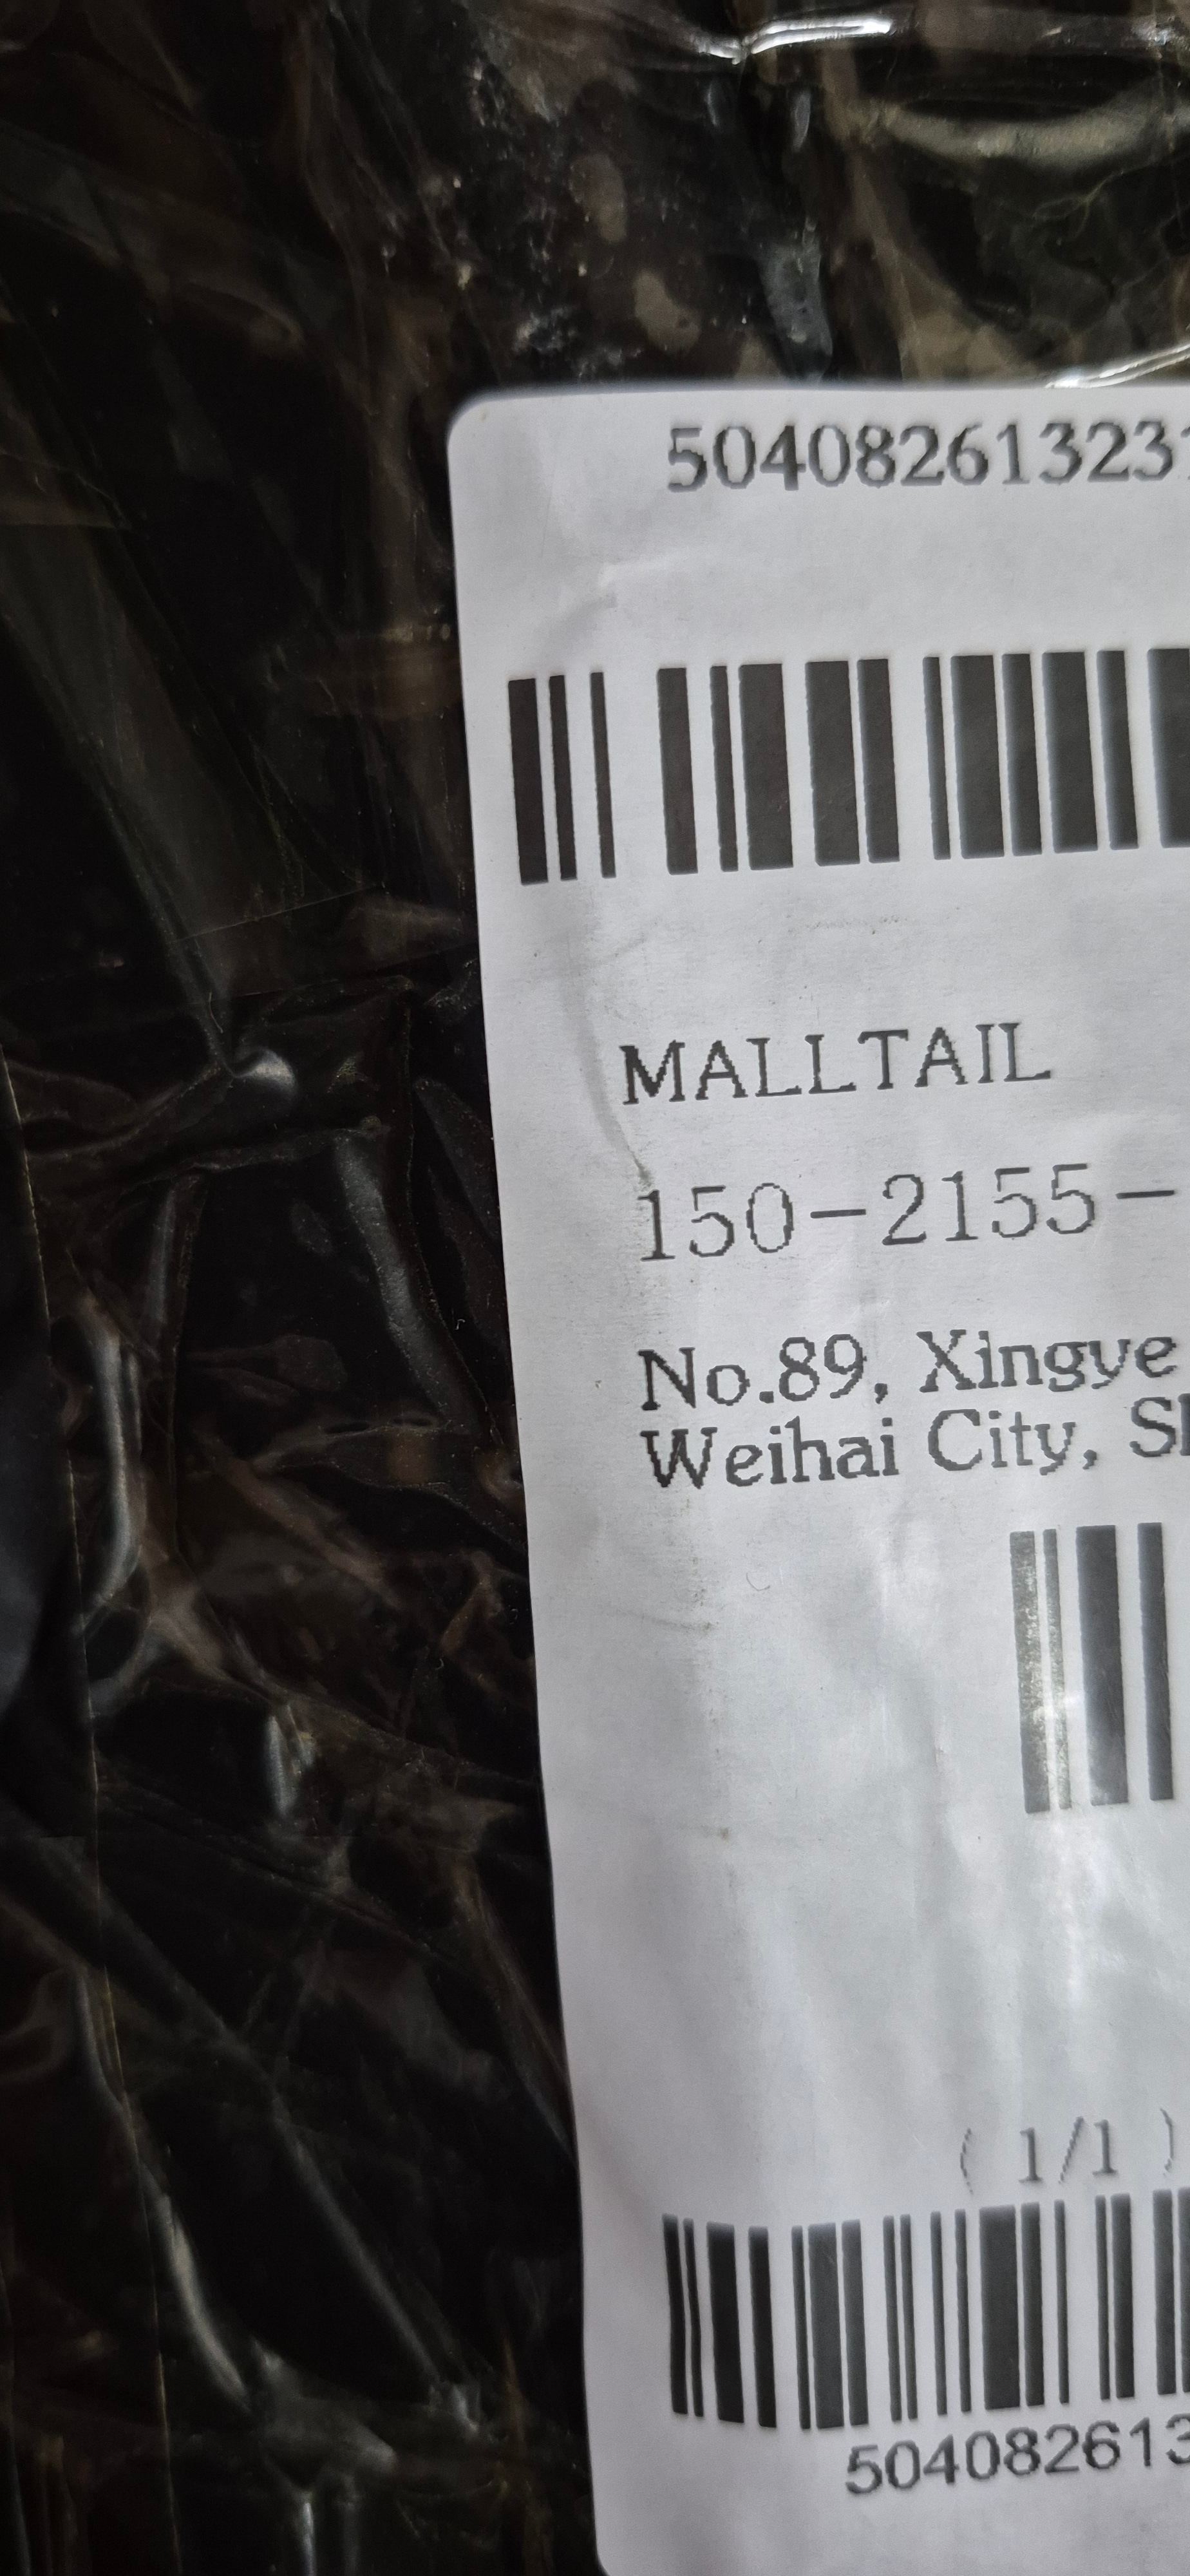 504082613231
MALLTAIL
150-2155-
No.89, Xingye
Weihai City,
( 1/1 )
504082613